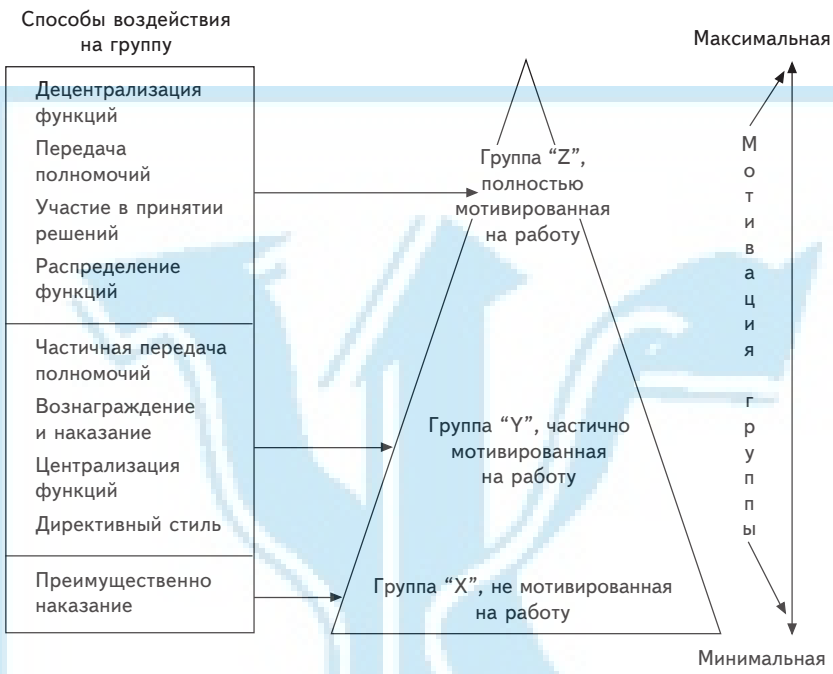 Способы воздействия
на группу
Децентрализация
функций
Передача
полномочий
Участие в принятии
решений
Распределение
функций
Частичная передача
полномочий
Вознаграждение
и наказание
Централизация
функций
Директивный стиль
Преимущественно
наказание
Группа “Z”,
полностью
мотивированная
на работу
Группа “Y”, частично
мотивированная
на работу
Группа “X”, не мотивированная
на работу
Максимальная
Мотивация группы
Минимальная